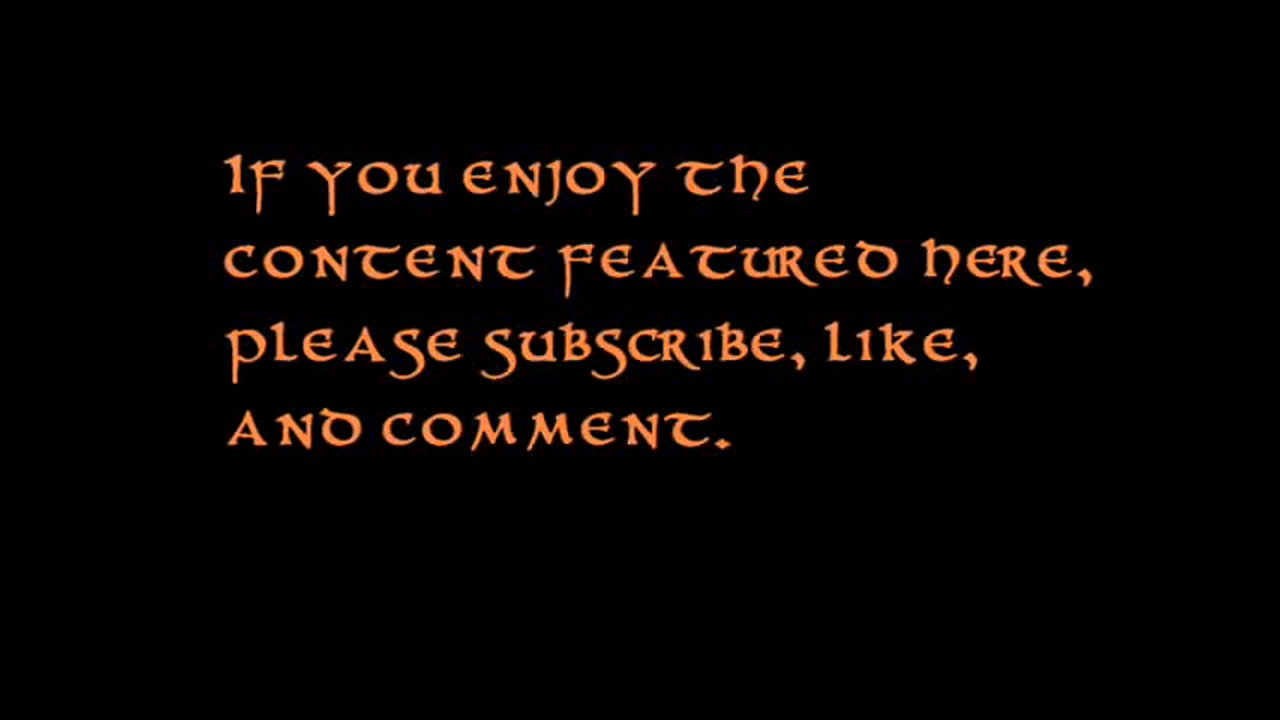 If you enjoy the
content featured here,
please subscribe, like,
and comment.